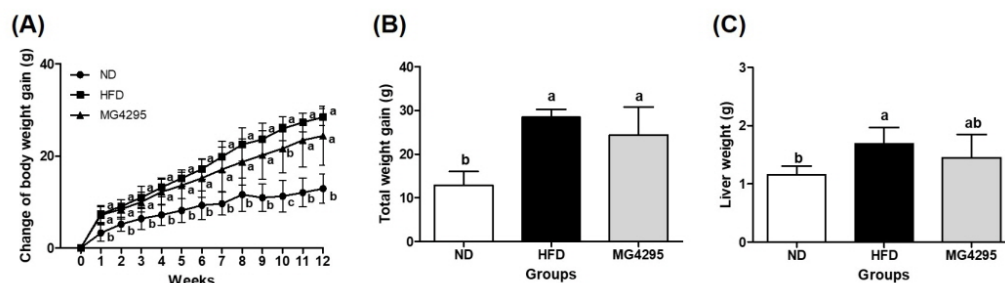 (A)
Change of body weight gain (g)
40
20
0
ND
HFD
MG4295
a a a a a a a a a a a a
a a a a a a a a a b a a
b b b b b b b b b c b b
0 1 2 3 4 5 6 7 8 9 10 11 12
Weeks
(B)
Total weight gain (g)
40
30
20
10
0
b
a
a
ND HFD MG4295
Groups
(C)
Liver weight (g)
3
2
1
0
b
a
ab
ND HFD MG4295
Groups